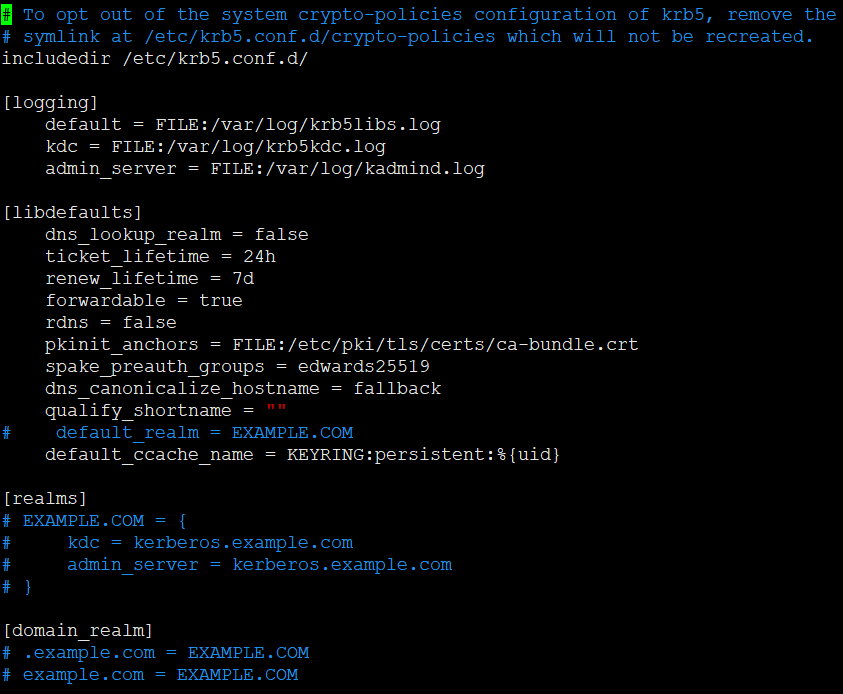 # To opt out of the system crypto-policies configuration of krb5, remove the
# symlink at /etc/krb5.conf.d/crypto-policies which will not be recreated.
includedir /etc/krb5.conf.d/

[logging]
    default = FILE:/var/log/krb5libs.log
    kdc = FILE:/var/log/krb5kdc.log
    admin_server = FILE:/var/log/kadmind.log

[libdefaults]
    dns_lookup_realm = false
    ticket_lifetime = 24h
    renew_lifetime = 7d
    forwardable = true
    rdns = false
    pkinit_anchors = FILE:/etc/pki/tls/certs/ca-bundle.crt
    spake_preauth_groups = edwards25519
    dns_canonicalize_hostname = fallback
    qualify_shortname = ""
#    default_realm = EXAMPLE.COM
    default_ccache_name = KEYRING:persistent:%{uid}

[realms]
# EXAMPLE.COM = {
#     kdc = kerberos.example.com
#     admin_server = kerberos.example.com
# }

[domain_realm]
# .example.com = EXAMPLE.COM
# example.com = EXAMPLE.COM